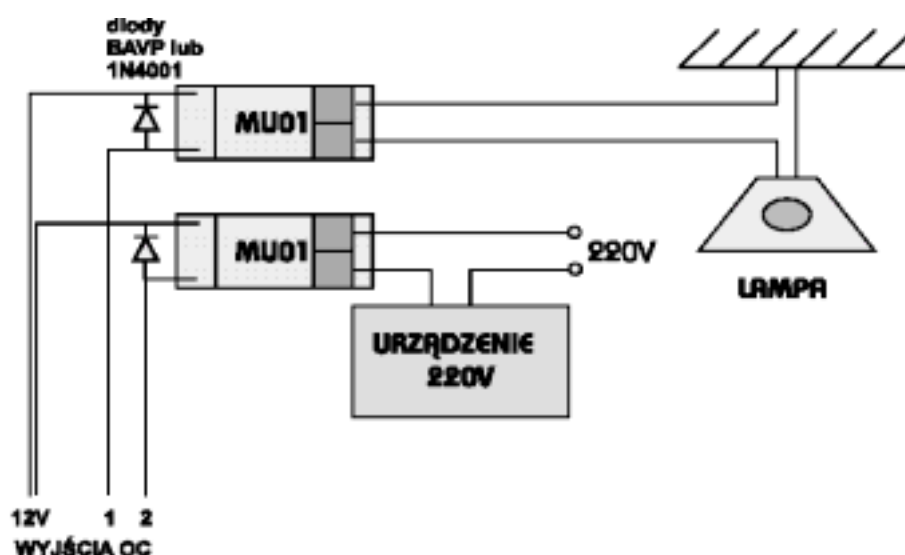 diody
BAVP lub
1N4001
MU01
MU01
220V
LAMPA
URZĄDZENIE
220V
12V 1 2
WYJŚCIA OC